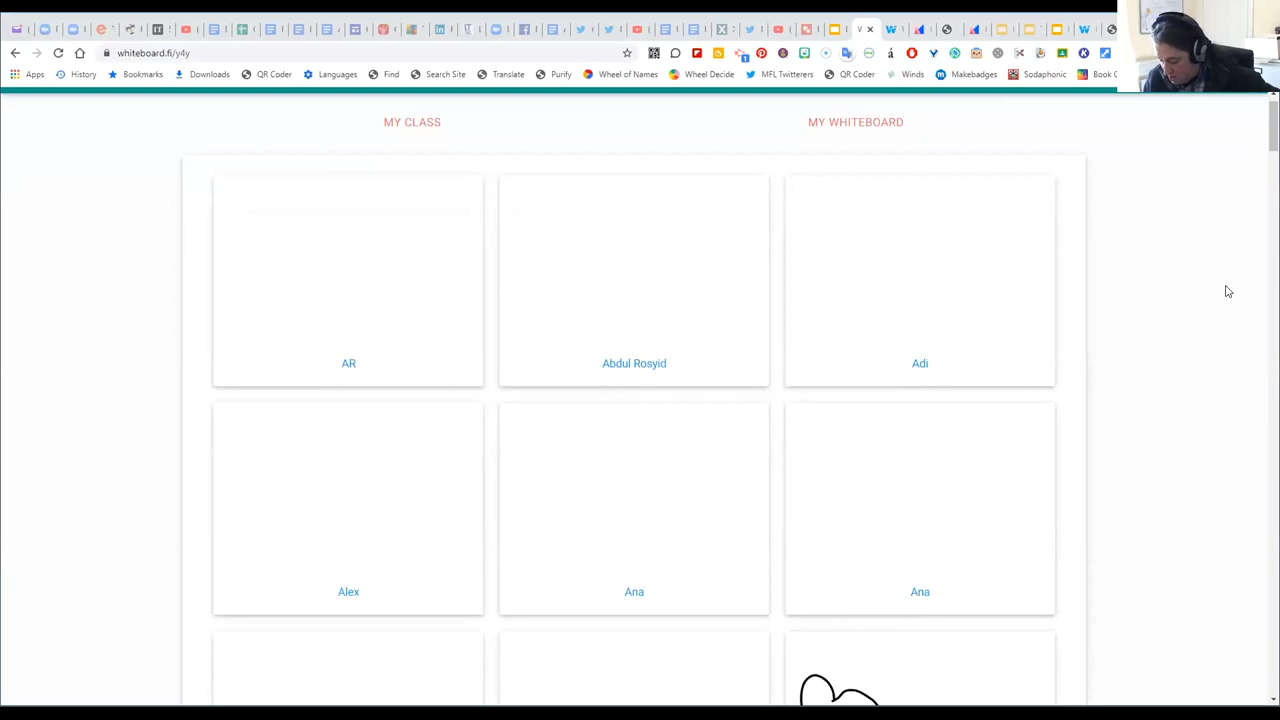 whiteboard.fi/y4y
Apps History Bookmarks Downloads QR Coder Languages Find Search Site Translate Purify Wheel of Names Wheel Decide MFL Twitterers QR Coder Winds Makebadges Sodaphonic Book C
MY CLASS MY WHITEBOARD
AR Abdul Rosyid Adi
Alex Ana Ana